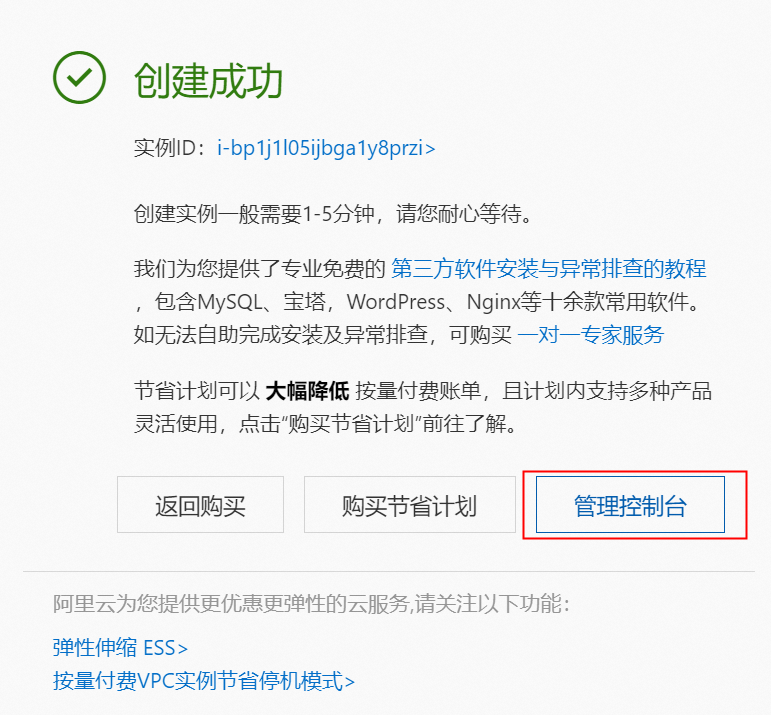 创建成功
实例ID：i-bp1j1l05ijbga1y8przi>
创建实例一般需要1-5分钟，请您耐心等待。
我们为您提供了专业免费的 第三方软件安装与异常排查的教程
，包含MySQL、宝塔，WordPress、Nginx等十余款常用软件。
如无法自助完成安装及异常排查，可购买 一对一专家服务
节省计划可以 大幅降低 按量付费账单，且计划内支持多种产品
灵活使用，点击“购买节省计划”前往了解。
返回购买 购买节省计划 管理控制台
阿里云为您提供更优惠更弹性的云服务,请关注以下功能：
弹性伸缩 ESS>
按量付费VPC实例节省停机模式>